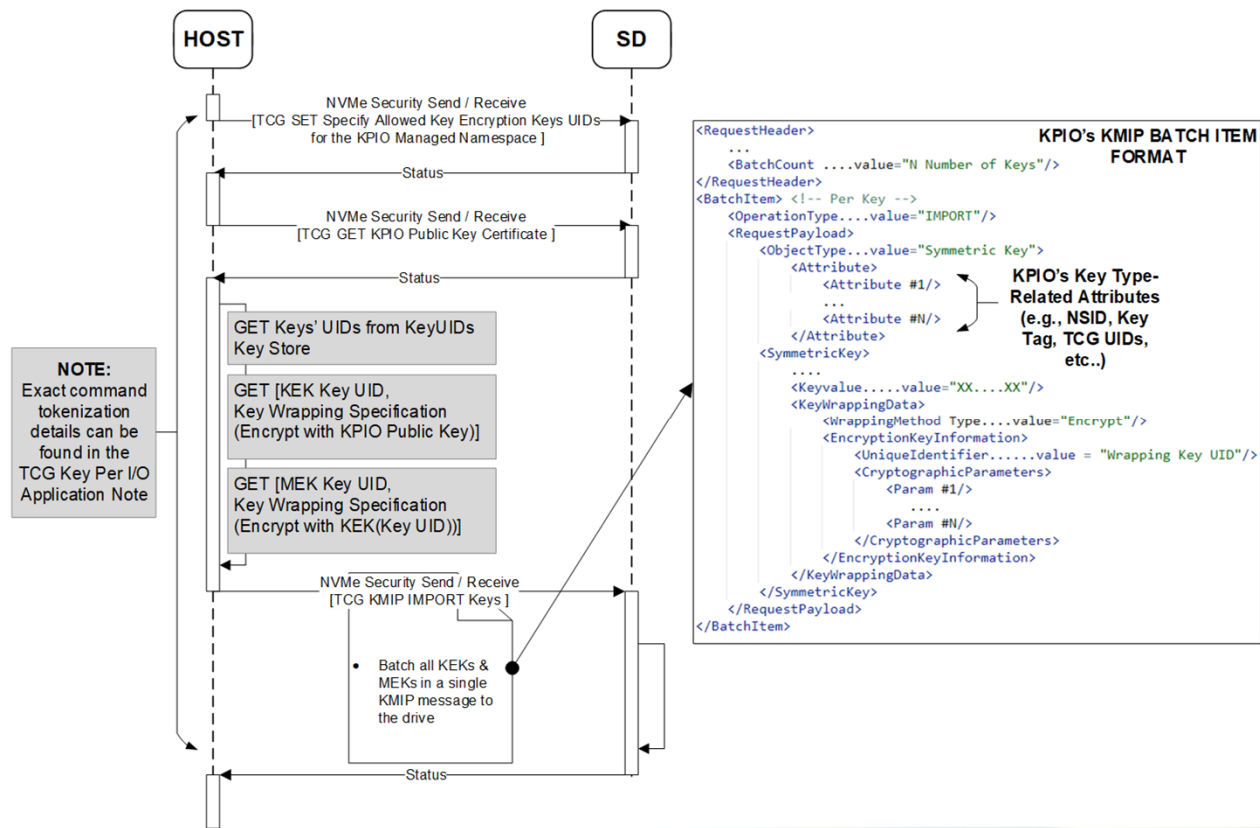 HOST
SD
NVMe Security Send / Receive
[TCG SET Specify Allowed Key Encryption Keys UIDs
for the KPIO Managed Namespace ]
Status
NVMe Security Send / Receive
[TCG GET KPIO Public Key Certificate ]
Status
GET Keys' UIDs from KeyUIDs
Key Store
GET [KEK Key UID,
Key Wrapping Specification
(Encrypt with KPIO Public Key)]
GET [MEK Key UID,
Key Wrapping Specification
(Encrypt with KEK(Key UID))]
NOTE:
Exact command
tokenization
details can be
found in the
TCG Key Per I/O
Application Note
NVMe Security Send / Receive
[TCG KMIP IMPORT Keys ]
• Batch all KEKs &
MEKs in a single
KMIP message to
the drive
Status
KPIO's KMIP BATCH ITEM
FORMAT
<RequestHeader>
...
<BatchCount ....value="N Number of Keys"/>
</RequestHeader>
<BatchItem> <!-- Per Key -->
<OperationType....value="IMPORT"/>
<RequestPayload>
<ObjectType...value="Symmetric Key">
<Attribute>
<Attribute #1/>
...
<Attribute #N/>
</Attribute>
KPIO's Key Type-
Related Attributes
(e.g., NSID, Key
Tag, TCG UIDs,
etc..)
<SymmetricKey>
....
<Keyvalue.....value="XX....XX"/>
<KeyWrappingData>
<WrappingMethod Type....value="Encrypt"/>
<EncryptionKeyInformation>
<UniqueIdentifier......value = "Wrapping Key UID"/>
<CryptographicParameters>
<Param #1/>
....
<Param #N/>
</CryptographicParameters>
</EncryptionKeyInformation>
</KeyWrappingData>
</SymmetricKey>
</RequestPayload>
</BatchItem>